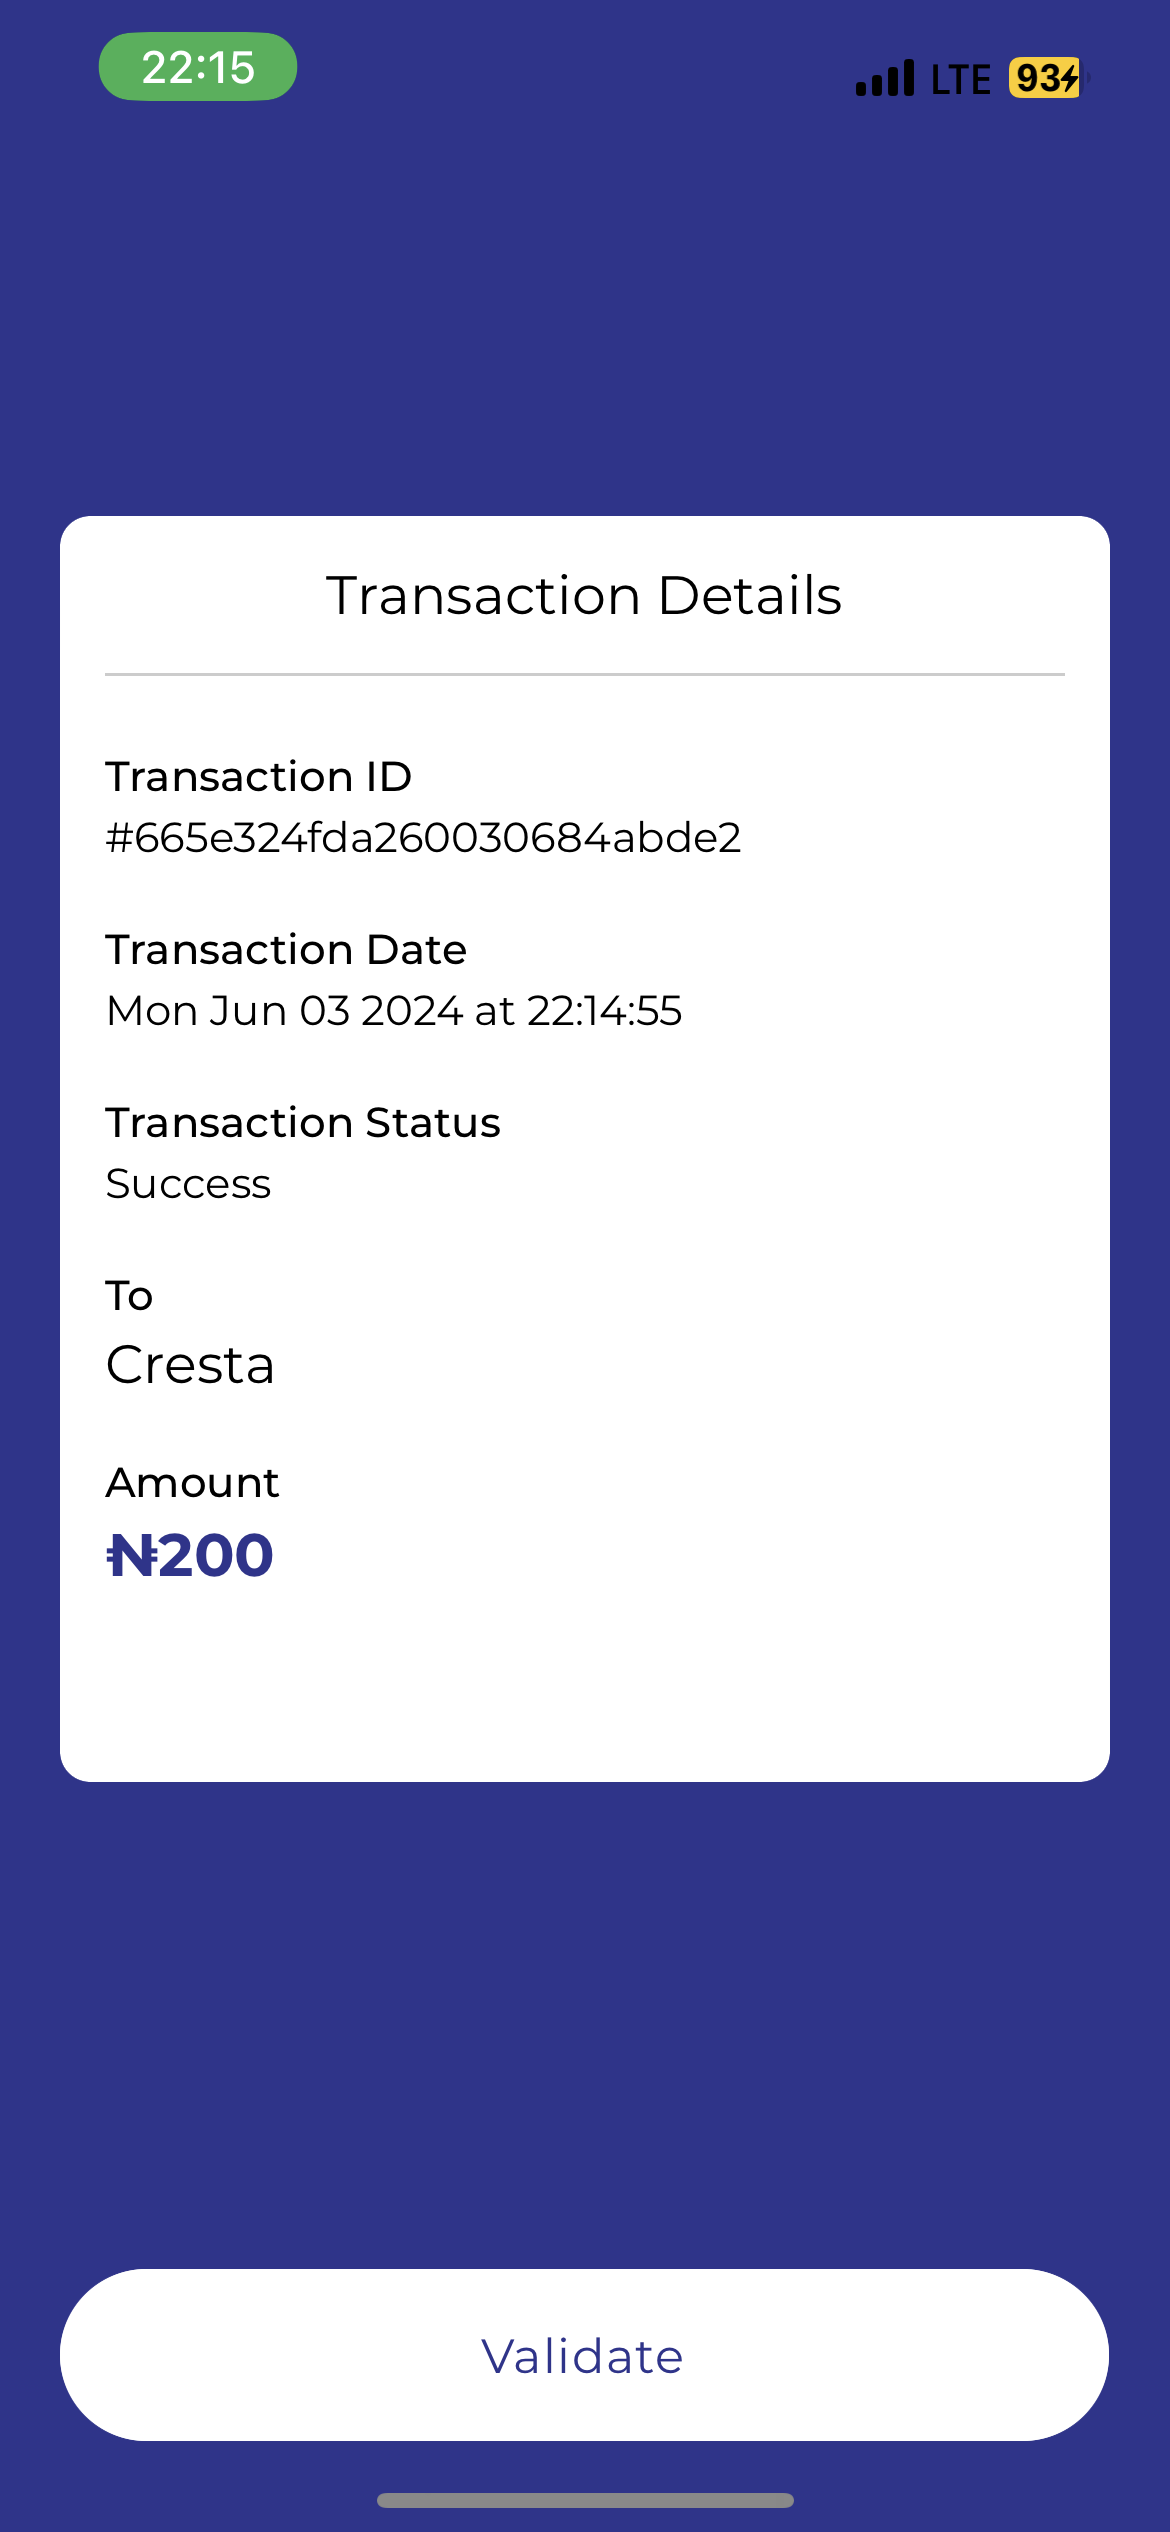 22:15
LTE 93
Transaction Details
Transaction ID
#665e324fda260030684abde2
Transaction Date
Mon Jun 03 2024 at 22:14:55
Transaction Status
Success
To
Cresta
Amount
₦200
Validate